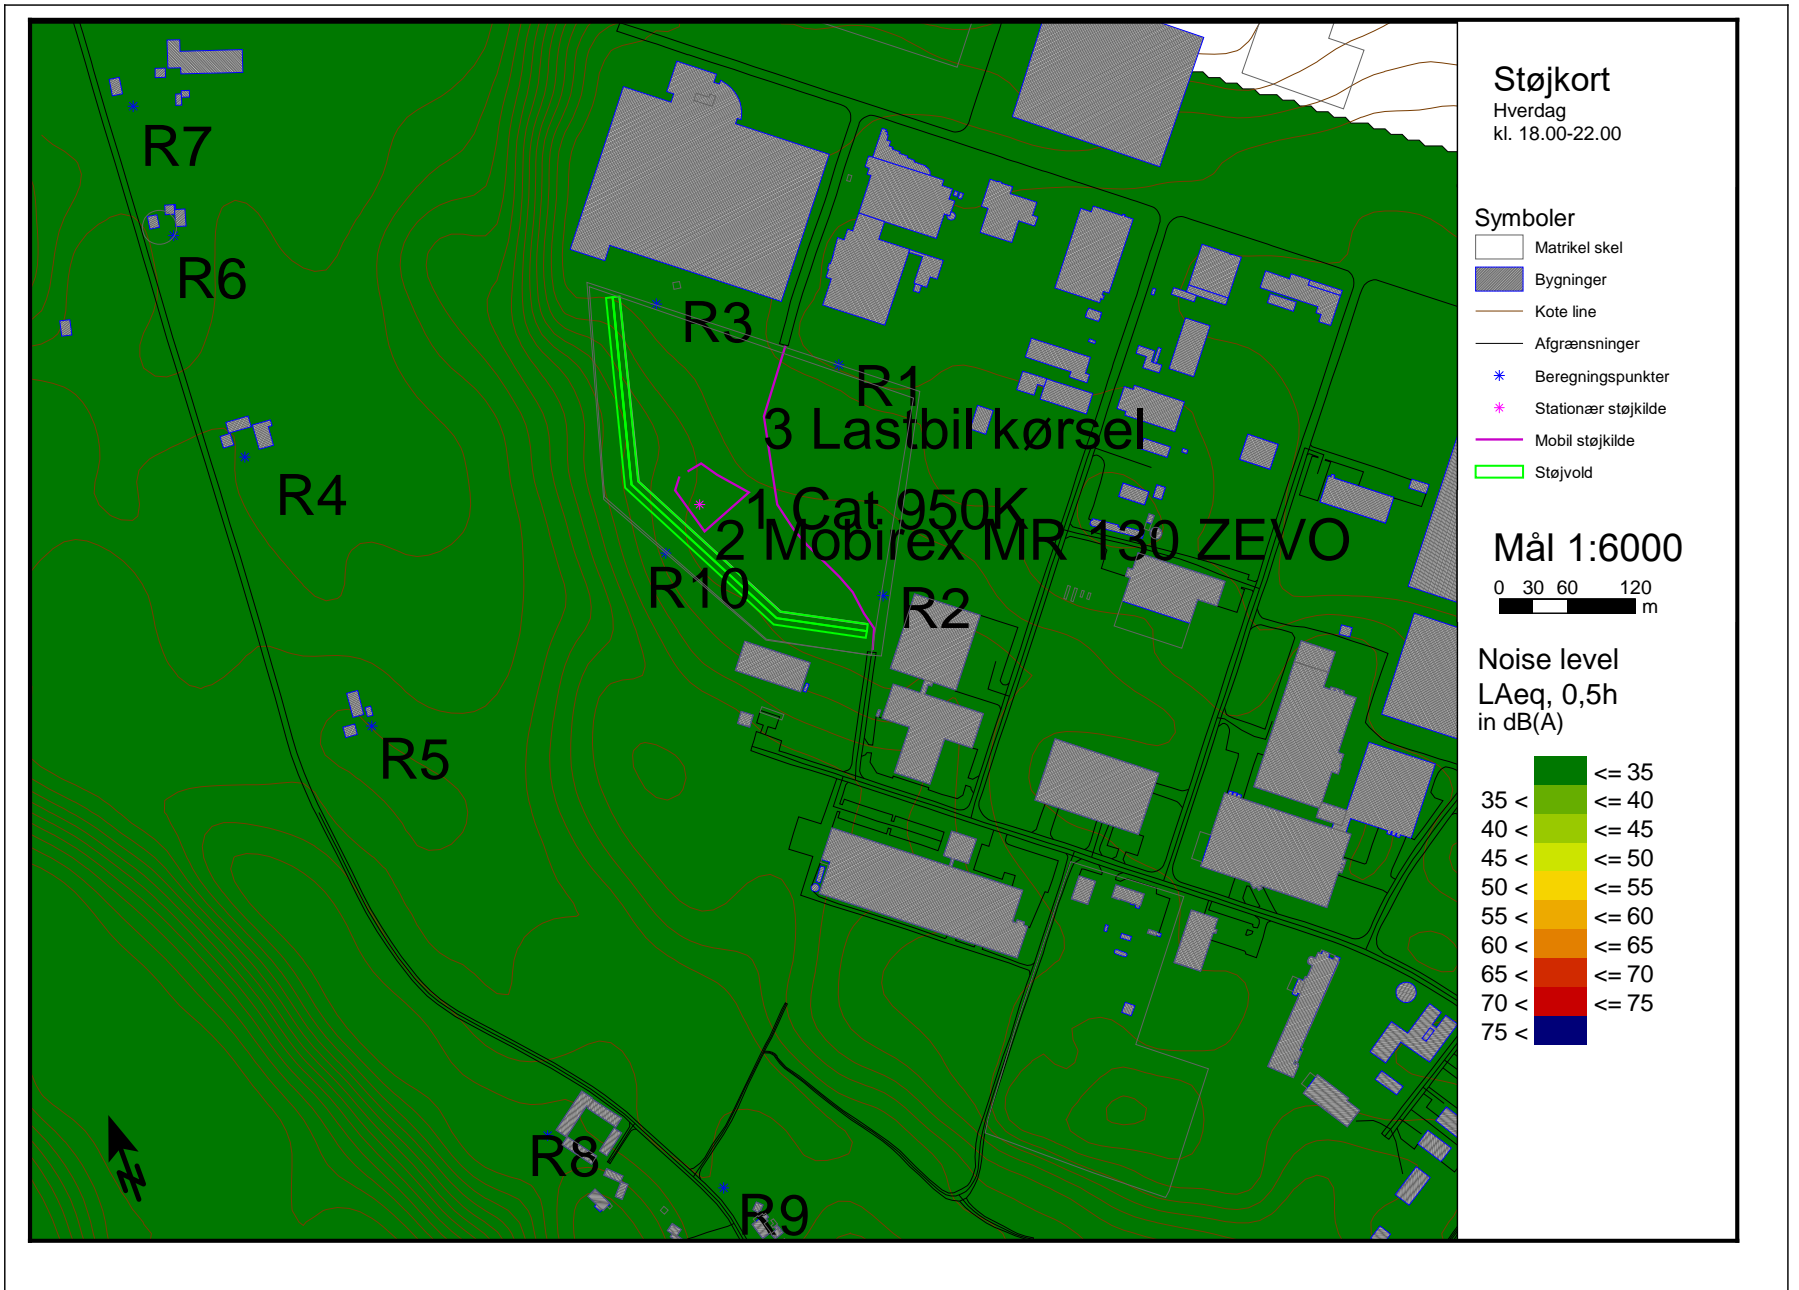 Støjkort
Hverdag
kl. 18.00-22.00
Symboler
Matrikel skel
Bygninger
Kote line
Afgrænsninger
Beregningspunkter
Stationær støjkilde
Mobil støjkilde
Støjvold
Mål 1:6000
0 30 60 120
m
Noise level
LAeq, 0,5h
in dB(A)
<= 35
35 < <= 40
40 < <= 45
45 < <= 50
50 < <= 55
55 < <= 60
60 < <= 65
65 < <= 70
70 < <= 75
75 <
R7
R6
R3
R1
3 Lastbil kørsel
R4
1 Cat 950K
2 Mobirex MR 130 ZEVO
R10
R2
R5
R8
R9
N